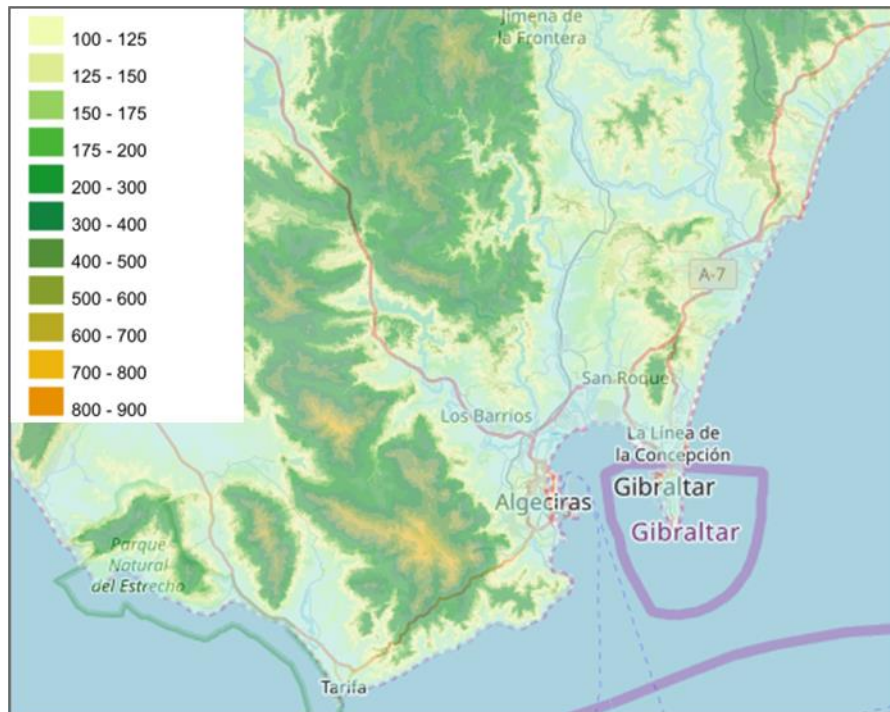 100 - 125
125 - 150
150 - 175
175 - 200
200 - 300
300 - 400
400 - 500
500 - 600
600 - 700
700 - 800
800 - 900
Jimena de
la Frontera
A-7
San Roque
Los Barrios
La Línea de
la Concepción
Gibraltar
Algeciras
Gibraltar
Parque
Natural
del Estrecho
Tarifa